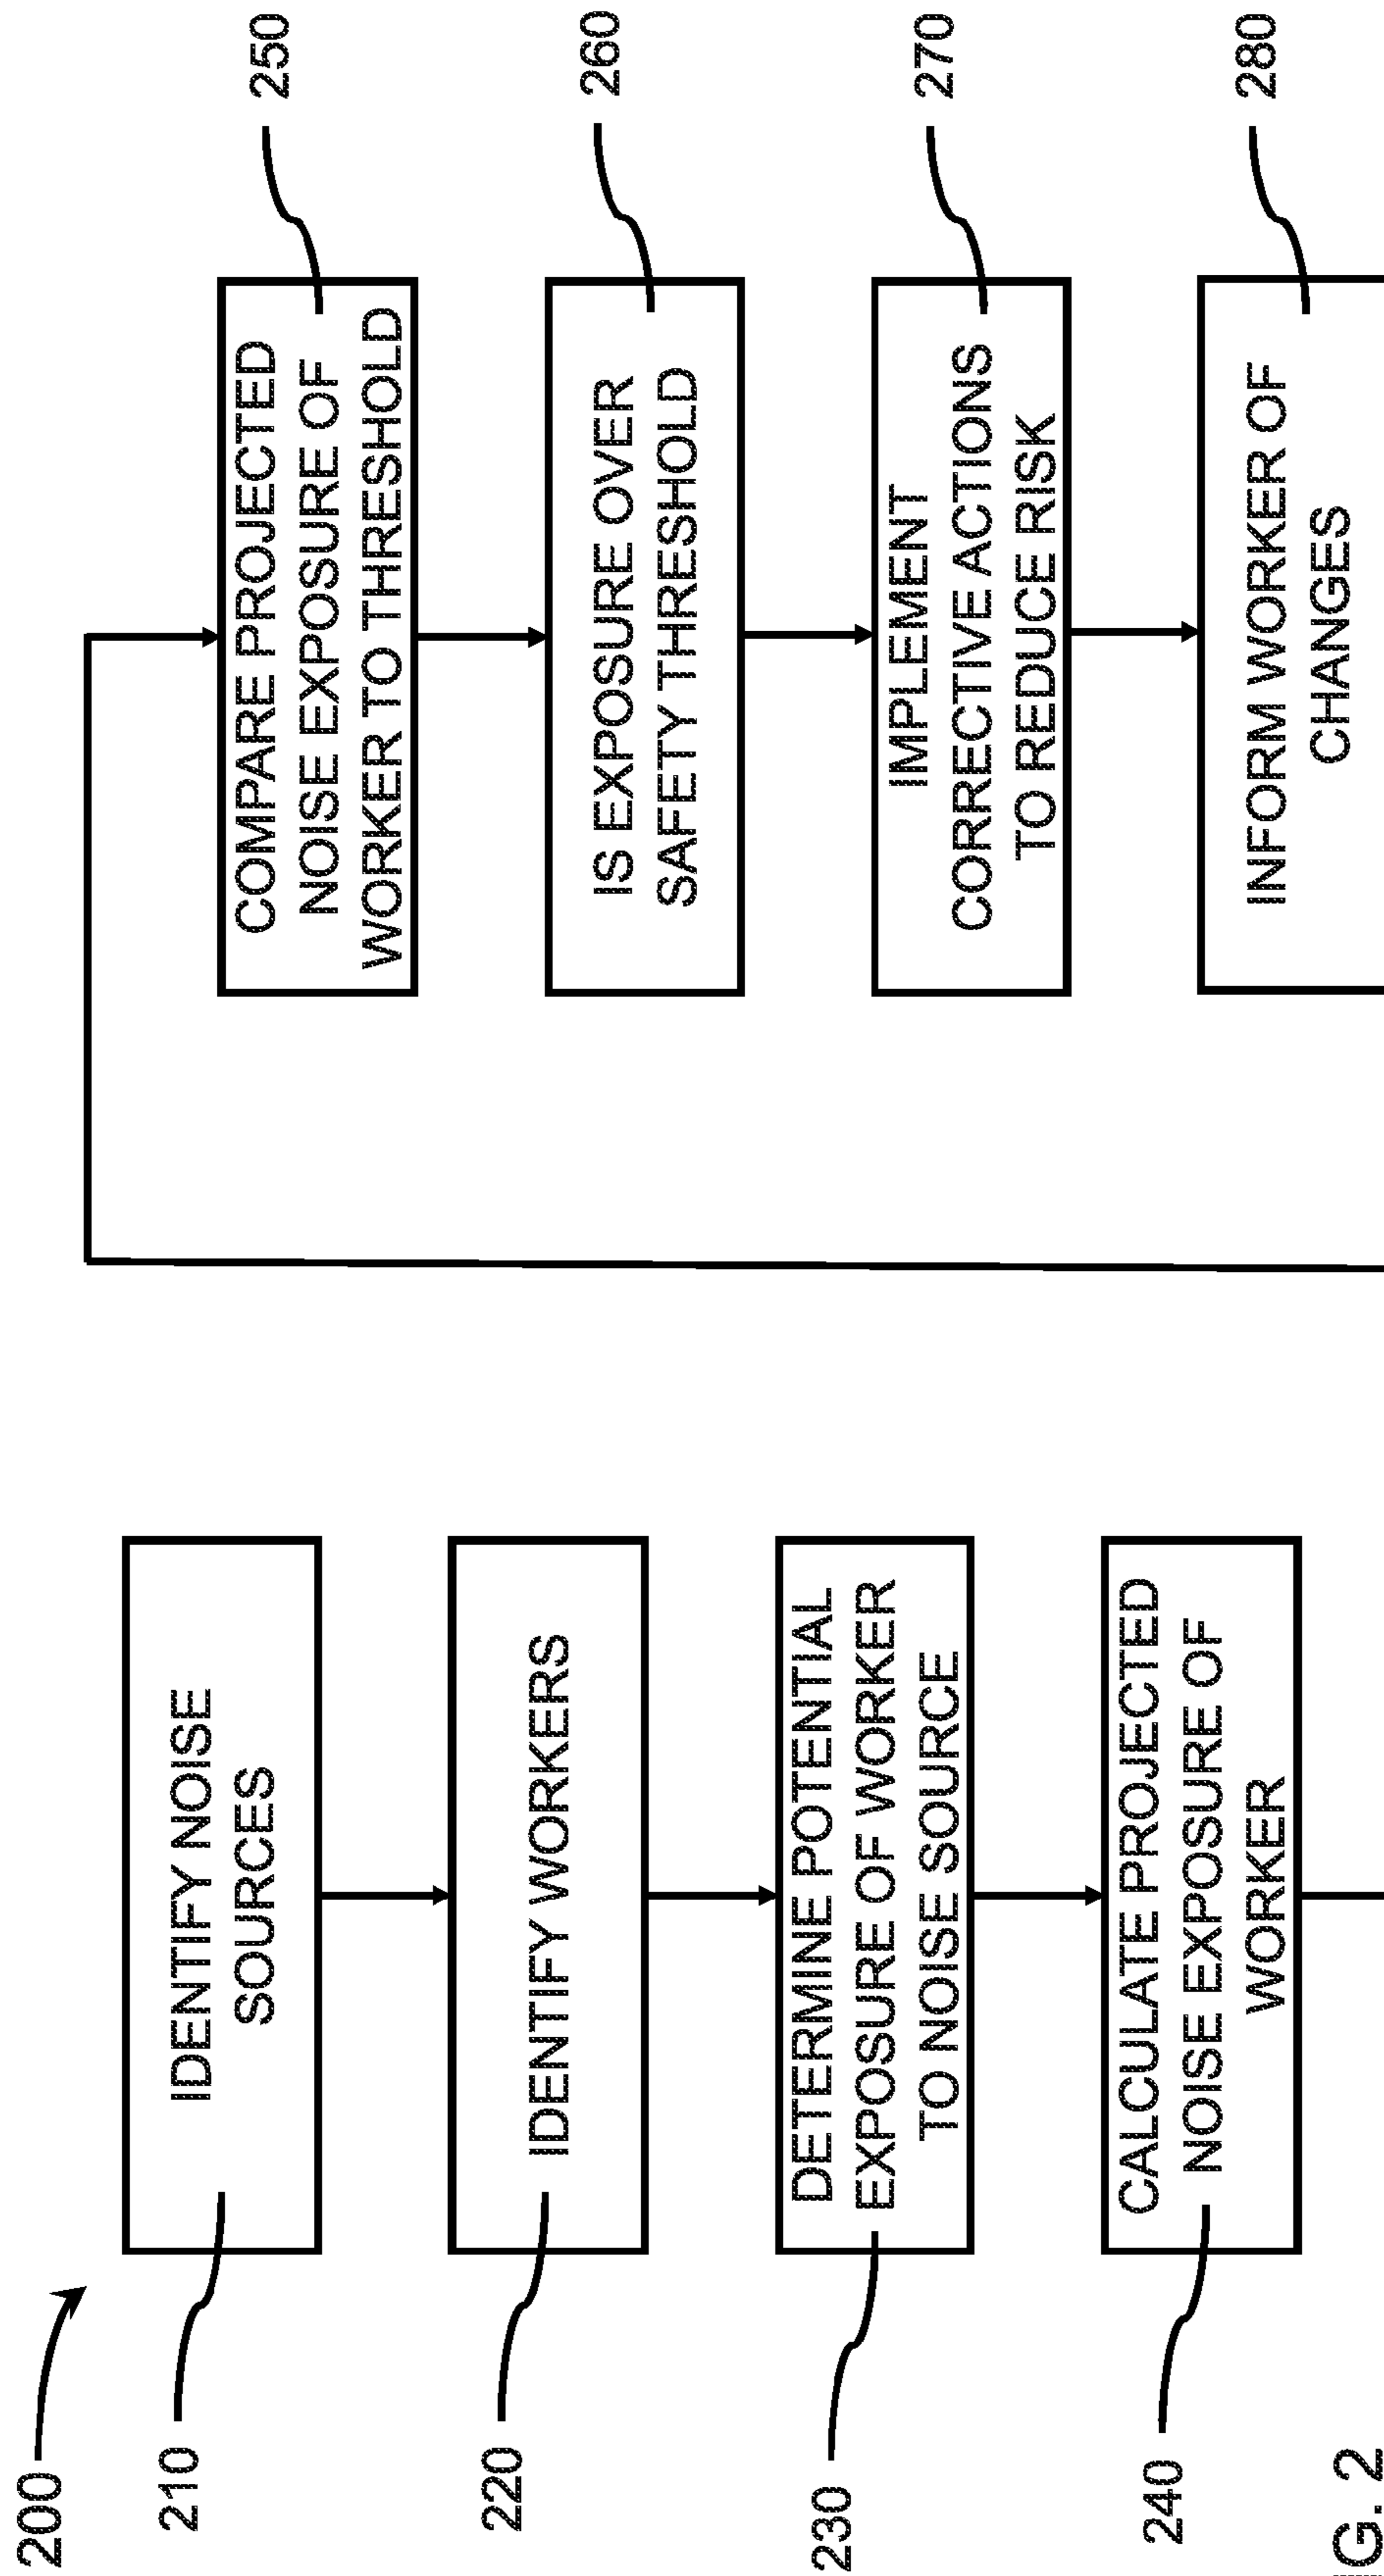 200
210
IDENTIFY NOISE
SOURCES
220
IDENTIFY WORKERS
230
DETERMINE POTENTIAL
EXPOSURE OF WORKER
TO NOISE SOURCE
240
CALCULATE PROJECTED
NOISE EXPOSURE OF
WORKER
250
COMPARE PROJECTED
NOISE EXPOSURE OF
WORKER TO THRESHOLD
260
IS EXPOSURE OVER
SAFETY THRESHOLD
270
IMPLEMENT
CORRECTIVE ACTIONS
TO REDUCE RISK
280
INFORM WORKER OF
CHANGES
G. 2